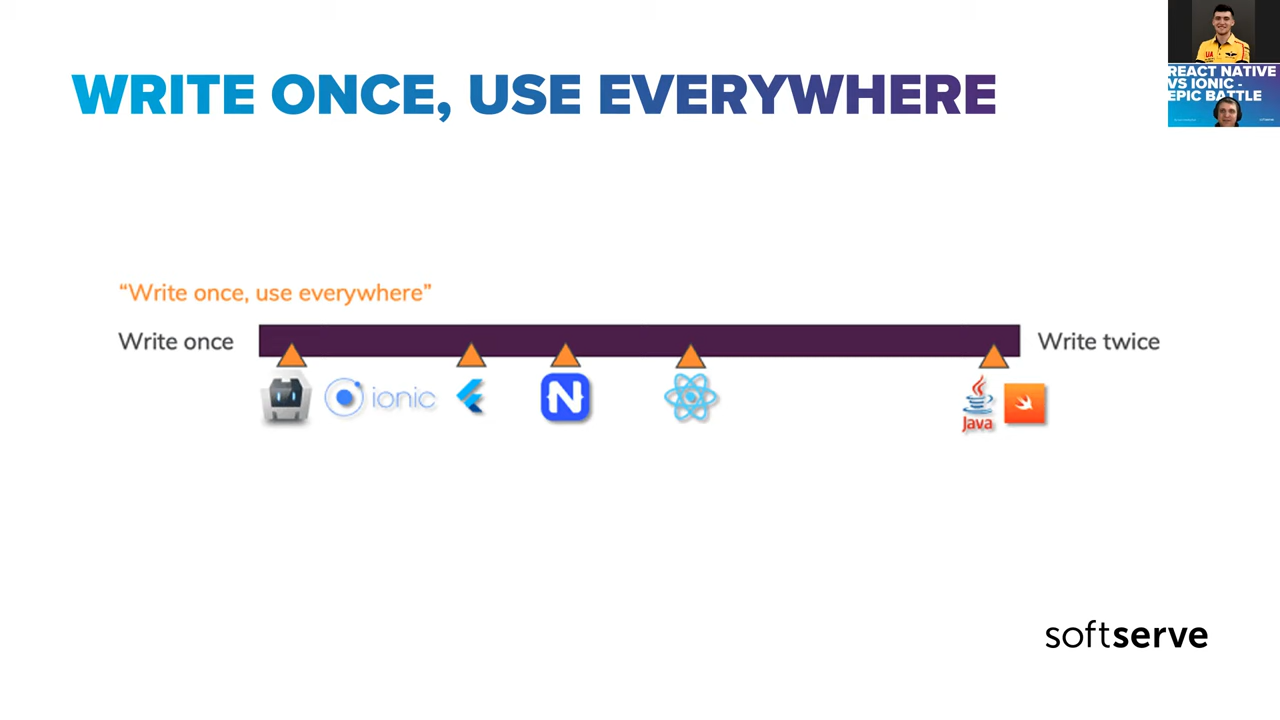 WRITE ONCE, USE EVERYWHERE
REACT NATIVE
VS IONIC -
EPIC BATTLE
UA
“Write once, use everywhere”
Write once
Write twice
ionic
N
Java
softserve